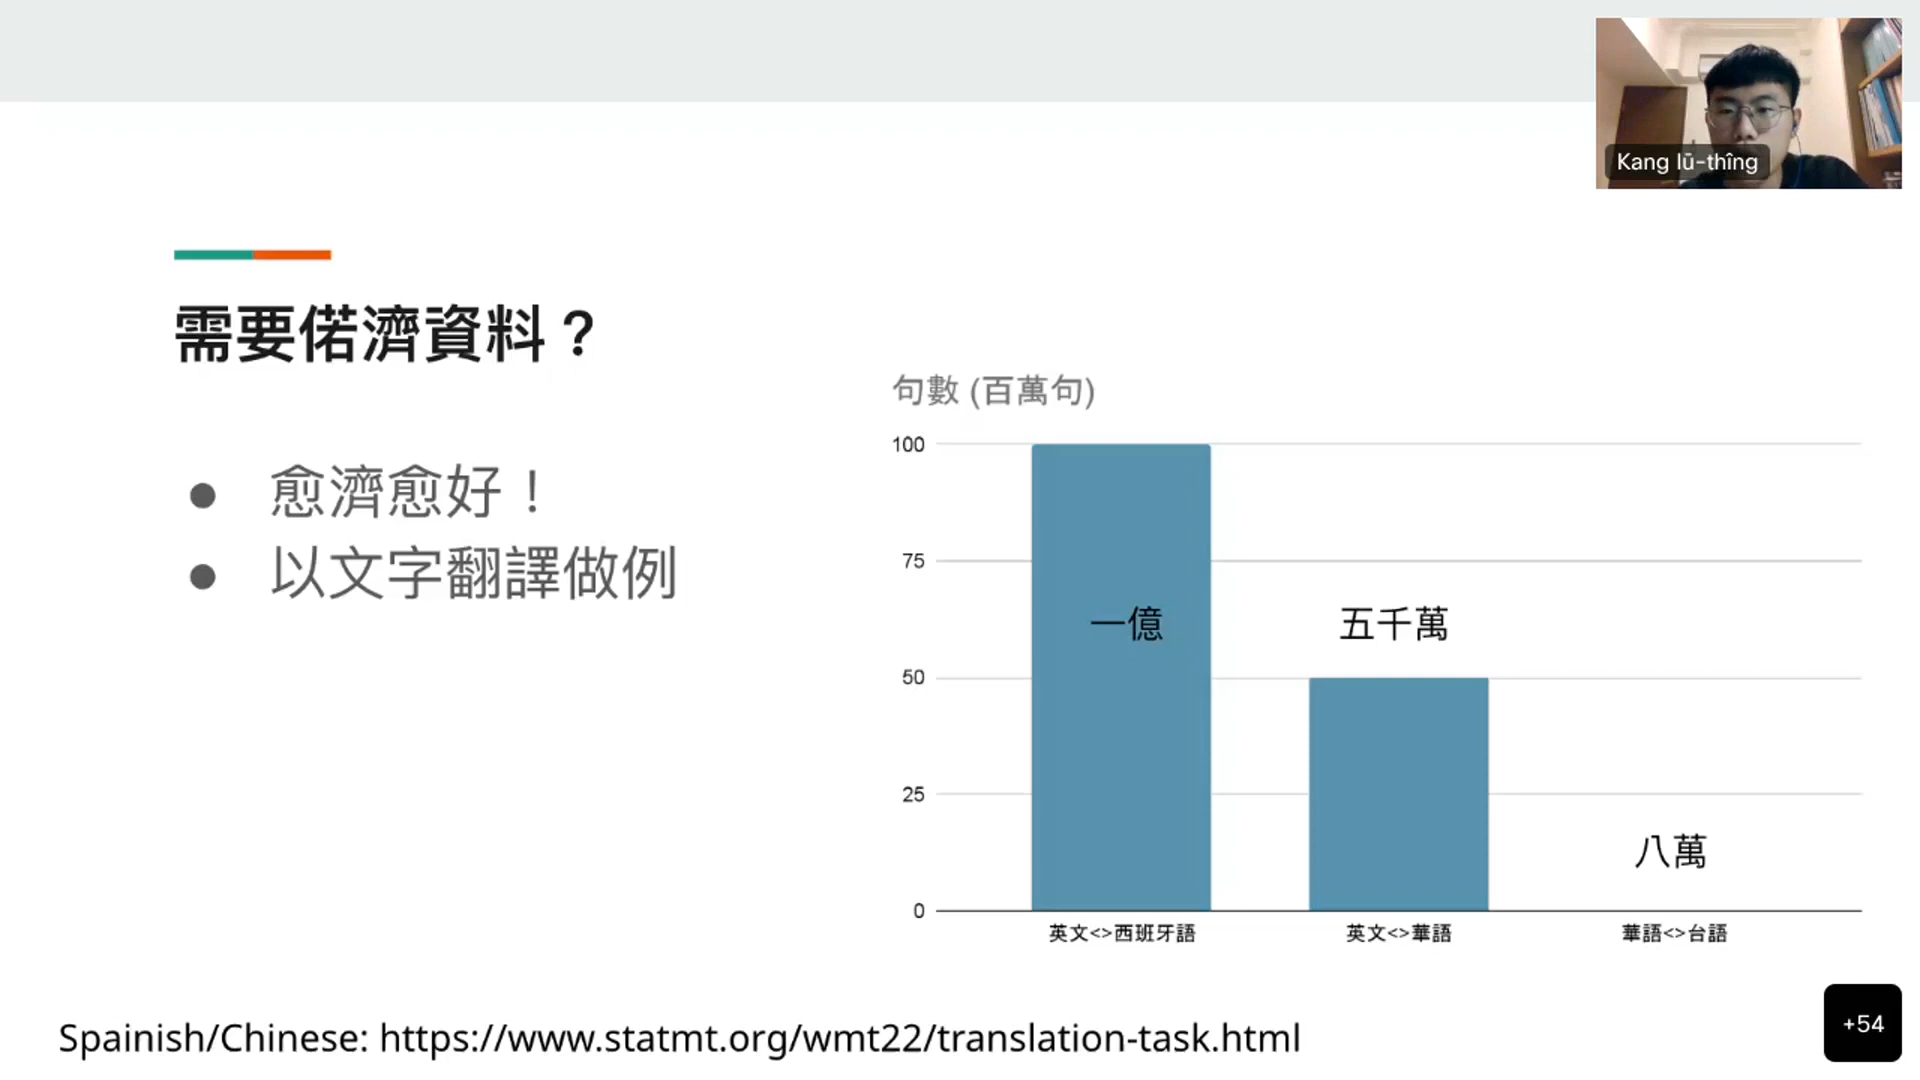 Kang lū-thîng
需要偌濟資料？
愈濟愈好！
以文字翻譯做例
句數 (百萬句)
100
75
50
25
0
一億
五千萬
八萬
英文<>西班牙語
英文<>華語
華語<>台語
Spainish/Chinese: https://www.statmt.org/wmt22/translation-task.html
+54